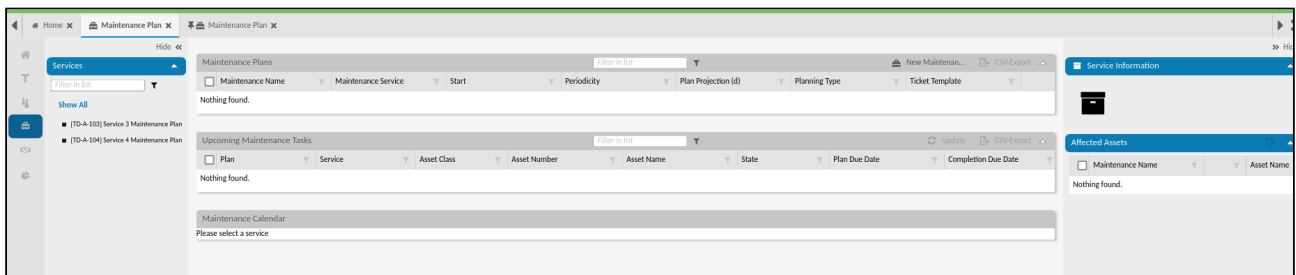 Home Maintenance Plan Maintenance Plan
Hide
Services
Filter in list
Show All
[TD-A-103] Service 3 Maintenance Plan
[TD-A-104] Service 4 Maintenance Plan
Maintenance Plans Filter in list New Maintenan... CSV-Export
Maintenance Name Maintenance Service Start Periodicity Plan Projection (d) Planning Type Ticket Template
Nothing found.
Upcoming Maintenance Tasks Filter in list Update CSV-Export
Plan Service Asset Class Asset Number Asset Name State Plan Due Date Completion Due Date
Nothing found.
Maintenance Calendar
Please select a service
Service Information
Affected Assets
Maintenance Name Asset Name
Nothing found.